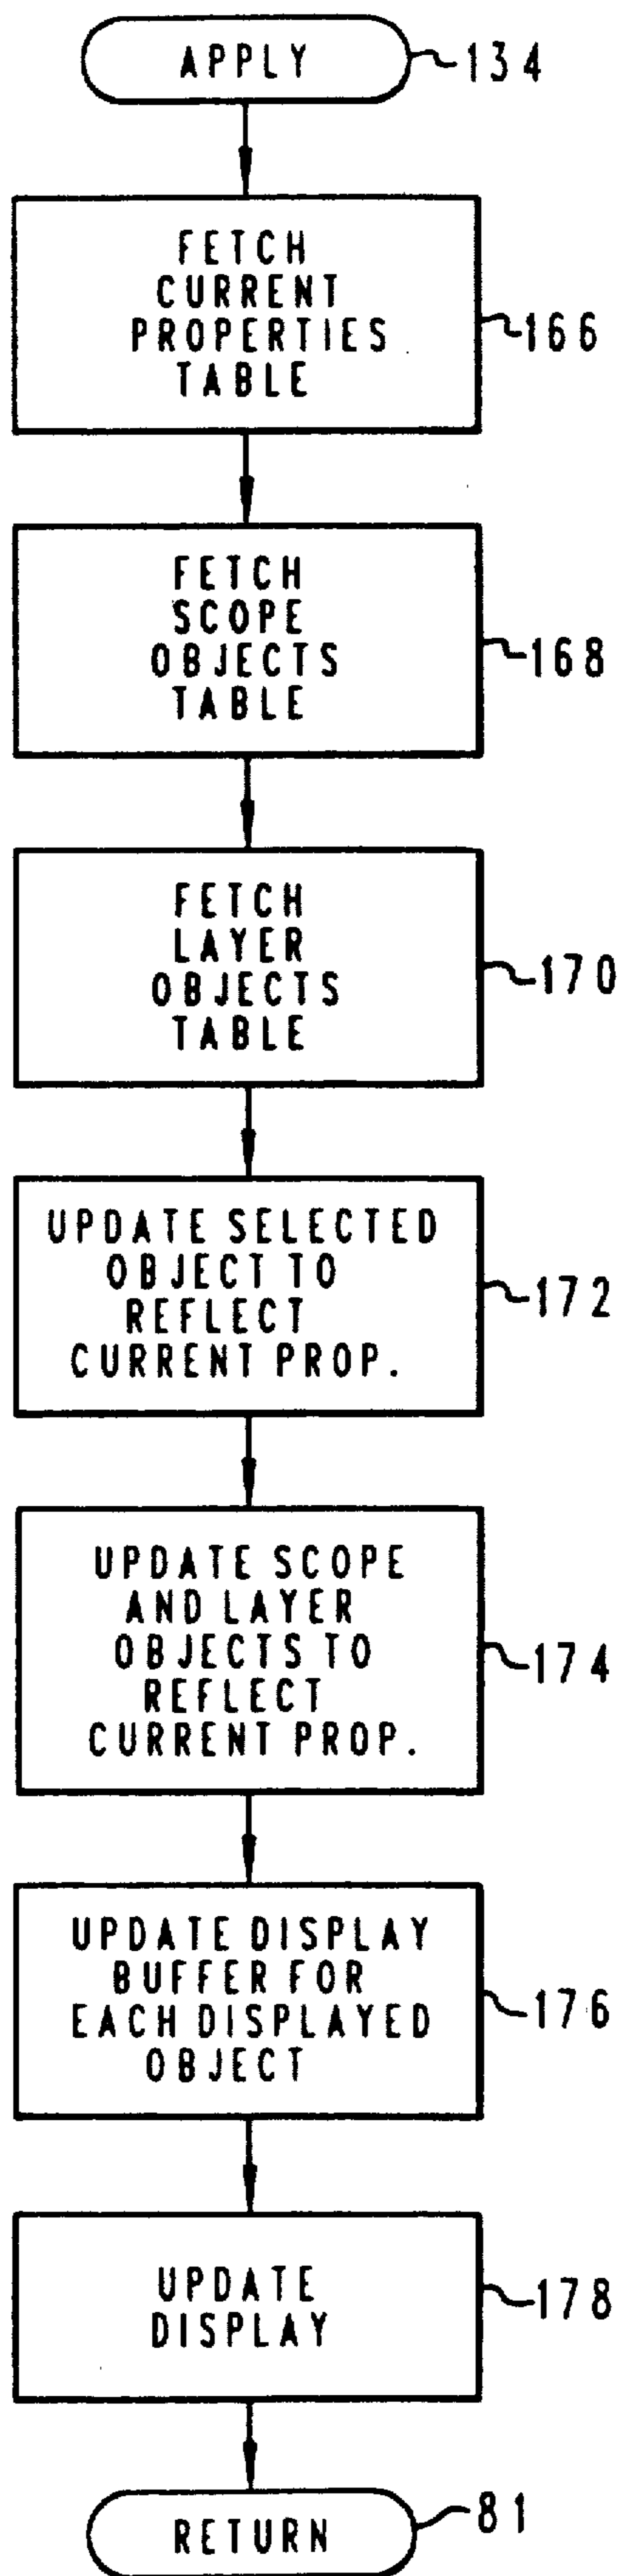 APPLY
134
FETCH
CURRENT
PROPERTIES
TABLE
166
FETCH
SCOPE
OBJECTS
TABLE
168
FETCH
LAYER
OBJECTS
TABLE
170
UPDATE SELECTED
OBJECT TO
REFLECT
CURRENT PROP.
172
UPDATE SCOPE
AND LAYER
OBJECTS TO
REFLECT
CURRENT PROP.
174
UPDATE DISPLAY
BUFFER FOR
EACH DISPLAYED
OBJECT
176
UPDATE
DISPLAY
178
RETURN
81